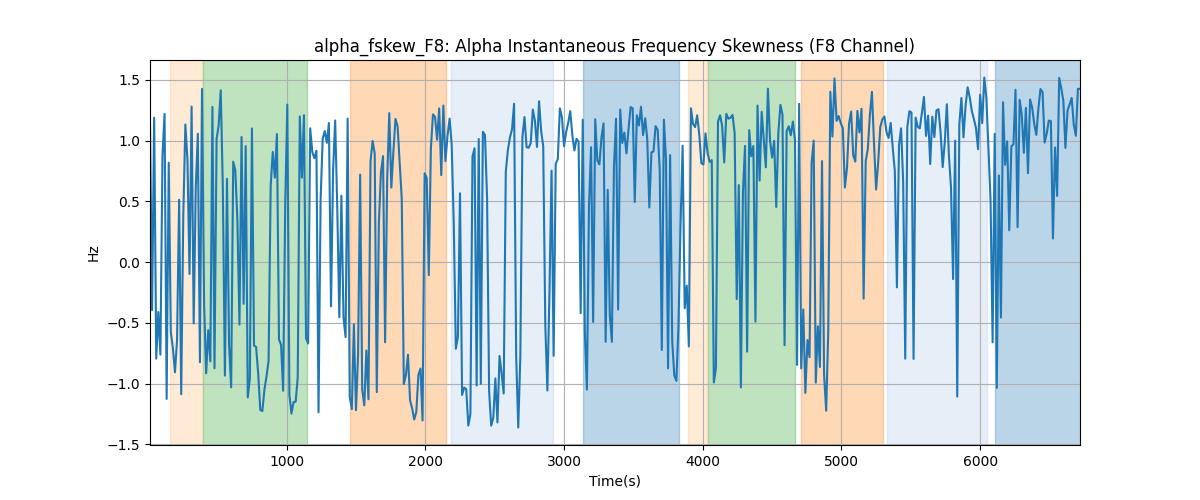 alpha_fskew_F8: Alpha Instantaneous Frequency Skewness (F8 Channel)
1.5
1.0
0.5
0.0
−0.5
−1.0
−1.5
Hz
1000 2000 3000 4000 5000 6000
Time(s)